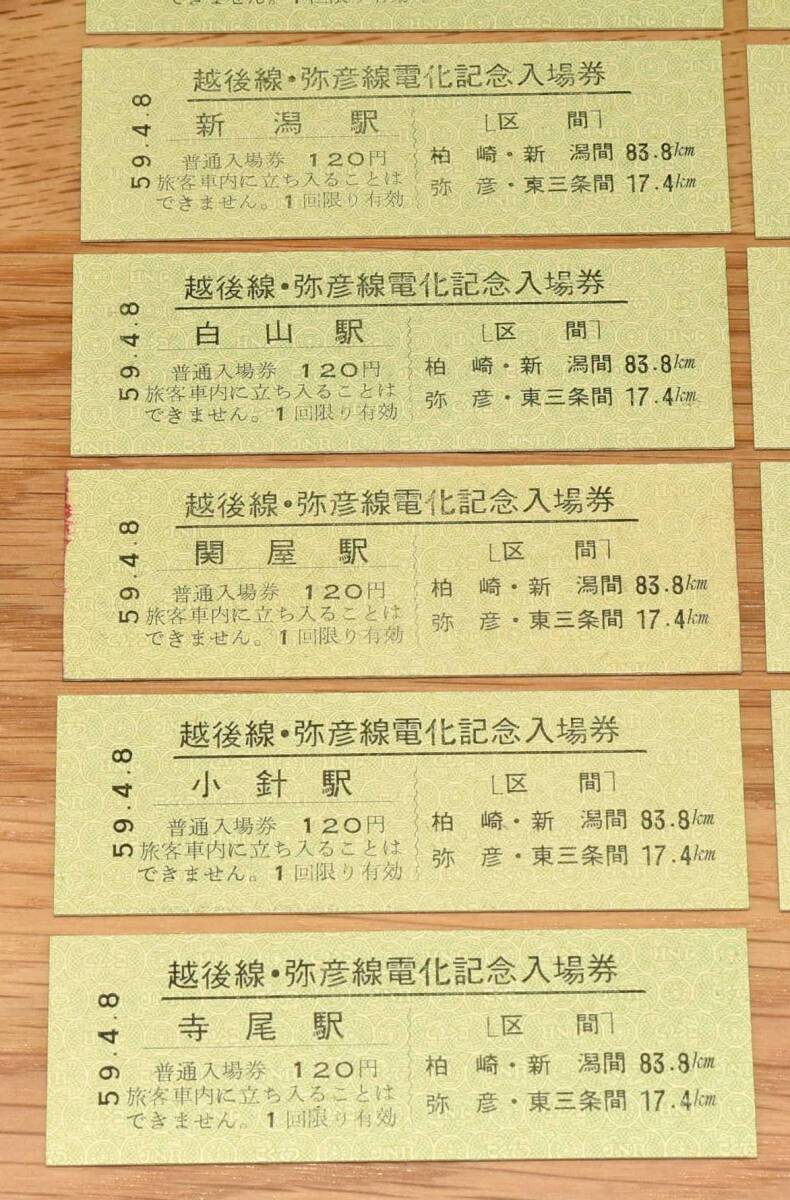 できません。1回限り有効
越後線・弥彦線電化記念入場券
59.4.8
新潟駅
普通入場券 120円
旅客車内に立ち入ることは
できません。1回限り有効
区間
柏崎・新潟間 83.8km
弥彦・東三条間 17.4km
越後線・弥彦線電化記念入場券
59.4.8
白山駅
普通入場券 120円
旅客車内に立ち入ることは
できません。1回限り有効
区間
柏崎・新潟間 83.8km
弥彦・東三条間 17.4km
越後線・弥彦線電化記念入場券
59.4.8
関屋駅
普通入場券 120円
旅客車内に立ち入ることは
できません。1回限り有効
区間
柏崎・新潟間 83.8km
弥彦・東三条間 17.4km
越後線・弥彦線電化記念入場券
59.4.8
小針駅
普通入場券 120円
旅客車内に立ち入ることは
できません。1回限り有効
区間
柏崎・新潟間 83.8km
弥彦・東三条間 17.4km
越後線・弥彦線電化記念入場券
59.4.8
寺尾駅
普通入場券 120円
旅客車内に立ち入ることは
できません。1回限り有効
区間
柏崎・新潟間 83.8km
弥彦・東三条間 17.4km